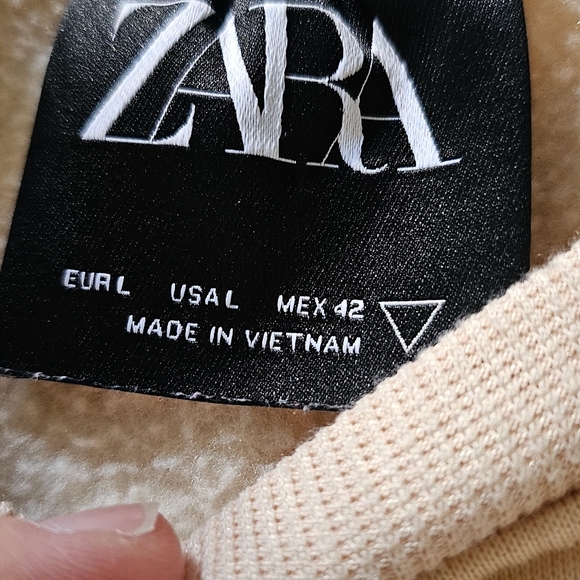 ZARA
EUR L USA L MEX 42
MADE IN VIETNAM